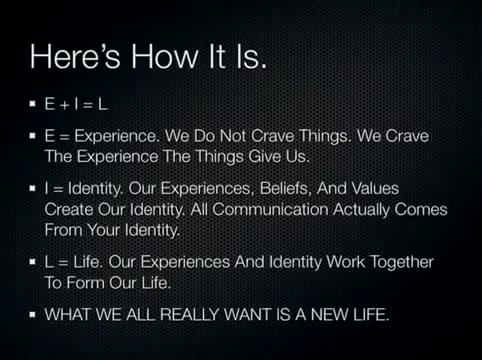 Here's How It Is.
E + I = L
E = Experience. We Do Not Crave Things. We Crave
The Experience The Things Give Us.
I = Identity. Our Experiences, Beliefs, And Values
Create Our Identity. All Communication Actually Comes
From Your Identity.
L = Life. Our Experiences And Identity Work Together
To Form Our Life.
WHAT WE ALL REALLY WANT IS A NEW LIFE.